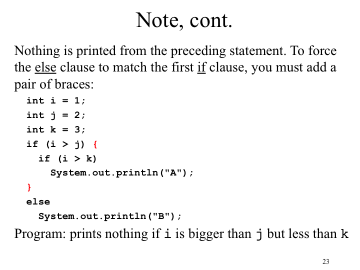 Note, cont.
Nothing is printed from the preceding statement. To force
the else clause to match the first if clause, you must add a
pair of braces:
int i = 1;
int j = 2;
int k = 3;
if (i > j) {
if (i > k)
System.out.println("A");
}
else
System.out.println("B");
Program: prints nothing if i is bigger than j but less than k
23